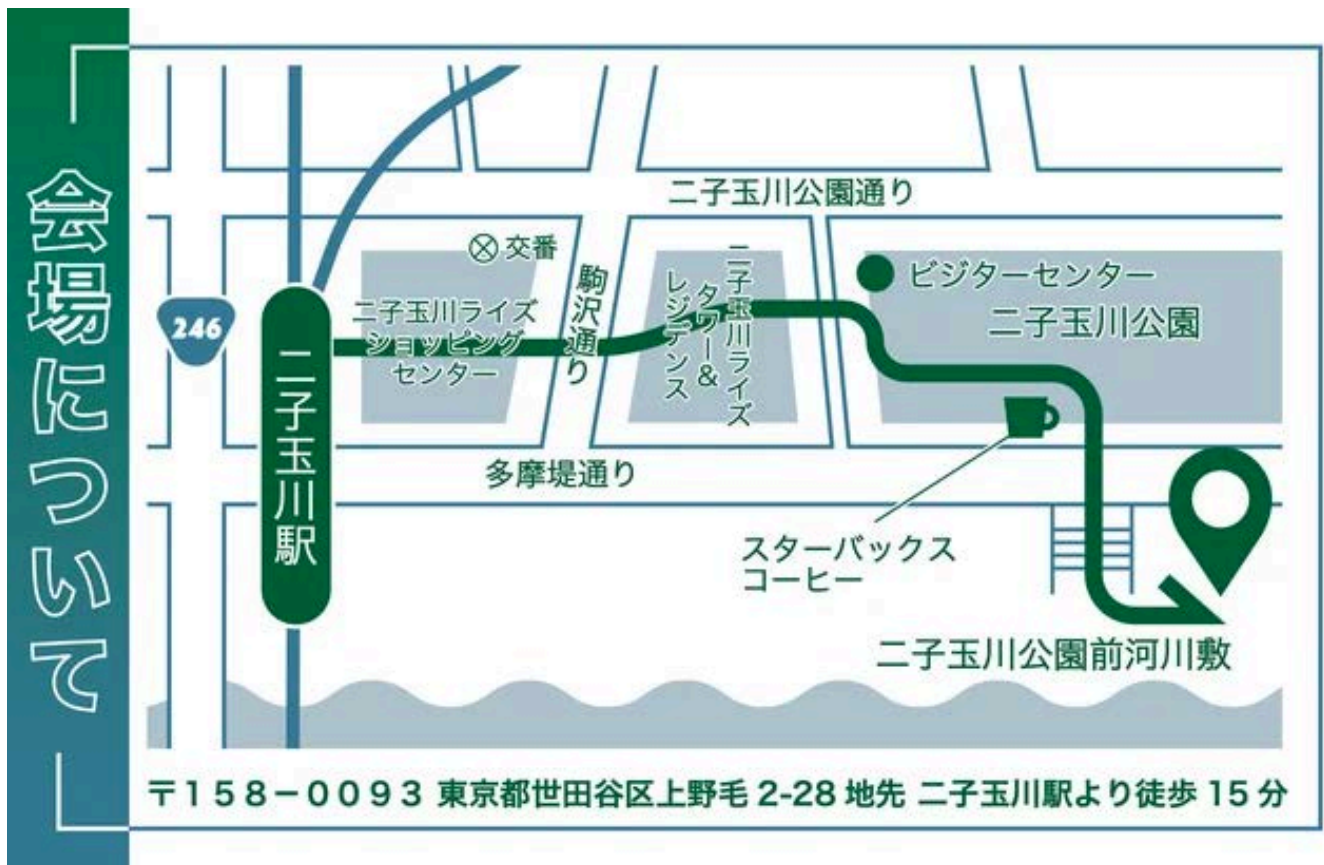 会場について
二子玉川公園通り
交番
駒沢通り
二子玉川ライズ
タワー&
レジデンス
ビジターセンター
二子玉川公園
246
二子玉川ライズ
ショッピング
センター
二子玉川駅
多摩堤通り
スターバックス
コーヒー
二子玉川公園前河川敷
〒158-0093 東京都世田谷区上野毛 2-28 地先 二子玉川駅より徒歩 15 分